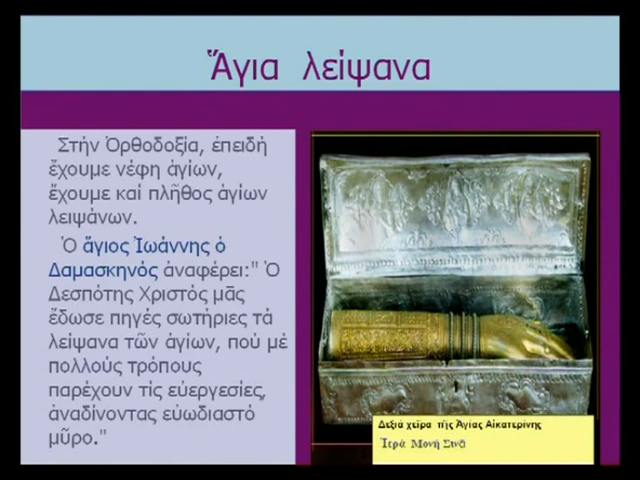 Ἅγια λείψανα
Στήν Ὀρθοδοξία, ἐπειδή
ἔχουμε νέφη ἁγίων,
ἔχουμε καί πλῆθος ἁγίων
λειψάνων.
Ὁ ἅγιος Ἰωάννης ὁ
Δαμασκηνός ἀναφέρει:" Ὁ
Δεσπότης Χριστός μᾶς
ἔδωσε πηγές σωτήριες τά
λείψανα τῶν ἁγίων, πού μέ
πολλούς τρόπους
παρέχουν τίς εὐεργεσίες,
ἀναδίνοντας εὐωδιαστό
μῦρο."
Δεξιά χεῖρα τῆς Ἁγίας Αἰκατερίνης
Ἱερά Μονή Σινᾶ